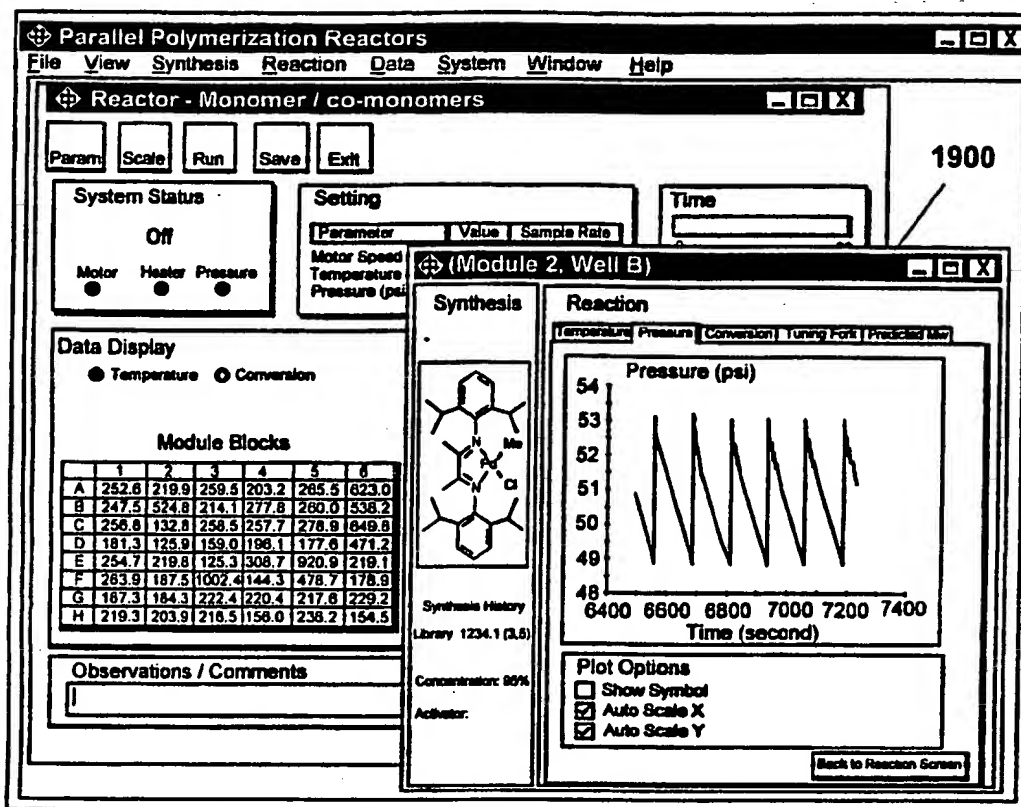 Parallel Polymerization Reactors
File View Synthesis Reaction Data System Window Help
Reactor - Monomer / co-monomers
Param Scale Run Save Exit
1900
System Status
Off
Motor Heater Pressure
Setting
Parameter Value Sample Rate
Motor Speed
Temperature
Pressure (psi
Time
Data Display
Temperature Conversion
Module Blocks
1 2 3 4 5 6
A 252.6 219.9 259.5 203.2 265.5 623.0
B 247.5 524.8 214.1 277.8 260.0 538.2
C 256.8 132.8 258.5 257.7 278.9 649.8
D 181.3 125.9 159.0 196.1 177.6 471.2
E 254.7 219.8 125.3 308.7 920.9 219.1
F 263.9 187.5 1002.4 144.3 478.7 178.9
G 187.3 184.3 222.4 220.4 217.6 229.2
H 219.3 203.9 216.5 156.0 236.2 154.5
Observations / Comments
(Module 2, Well B)
Synthesis
N
Me
Pd
Cl
N
Synthesis History
Library 1234.1 (3,5)
Concentration: 95%
Activator:
Reaction
Temperature Pressure Conversion Tuning Fork Predicted Mw
Pressure (psi)
54
53
52
51
50
49
48
6400 6600 6800 7000 7200 7400
Time (second)
Plot Options
Show Symbol
Auto Scale X
Auto Scale Y
Back to Reaction Screen